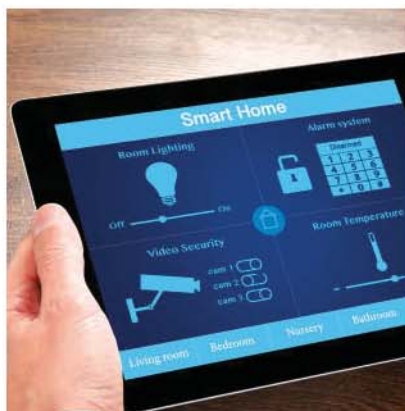 Smart Home
Room Lighting
Off
On
Alarm system
Disarmed
1 2 3
4 5 6
7 8 9
* 0 #
Video Security
cam 1
cam 2
cam 3
Room Temperature
Living room
Bedroom
Nursery
Bathroom